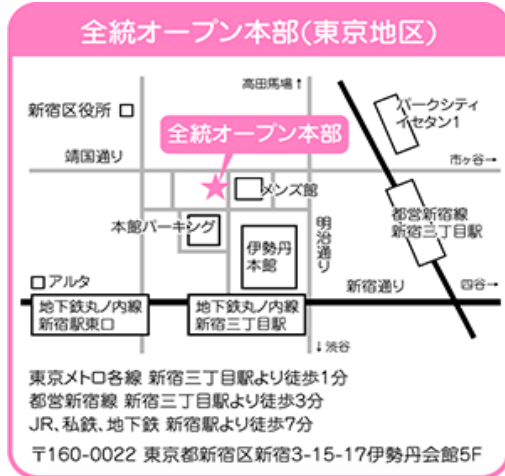 全統オープン本部(東京地区)
高田馬場↑
新宿区役所
パークシティ
イセタン1
全統オープン本部
靖国通り
市ヶ谷→
メンズ館
本館パーキング
都営新宿線
新宿三丁目駅
明治通り
伊勢丹
本館
アルタ
新宿通り
四谷→
地下鉄丸ノ内線
新宿駅東口
地下鉄丸ノ内線
新宿三丁目駅
↓渋谷
東京メトロ各線 新宿三丁目駅より徒歩1分
都営新宿線 新宿三丁目駅より徒歩3分
JR、私鉄、地下鉄 新宿駅より徒歩7分
〒160-0022 東京都新宿区新宿3-15-17伊勢丹会館5F